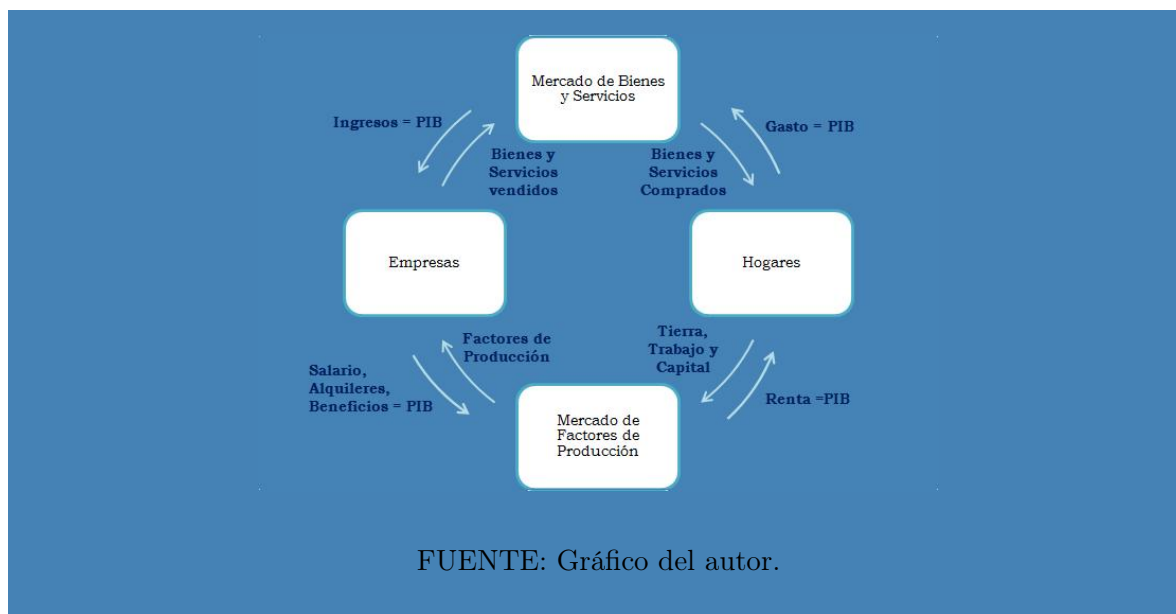 Mercado de Bienes
y Servicios
Ingresos = PIB
Gasto = PIB
Bienes y
Servicios
vendidos
Bienes y
Servicios
Comprados
Empresas
Hogares
Factores de
Producción
Tierra,
Trabajo y
Capital
Salario,
Alquileres,
Beneficios = PIB
Renta =PIB
Mercado de
Factores de
Producción
FUENTE: Gráfico del autor.